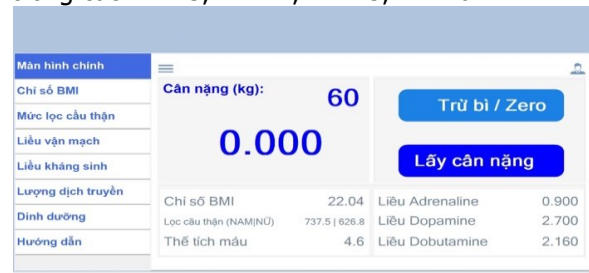 Màn hình chính
Chỉ số BMI
Mức lọc cầu thận
Liều vận mạch
Liều kháng sinh
Lượng dịch truyền
Dinh dưỡng
Hướng dẫn
Cân nặng (kg):
60
0.000
Trừ bì / Zero
Lấy cân nặng
Chỉ số BMI 22.04
Lọc cầu thận (NAM|NỮ) 737.5 | 626.8
Thể tích máu 4.6
Liều Adrenaline 0.900
Liều Dopamine 2.700
Liều Dobutamine 2.160